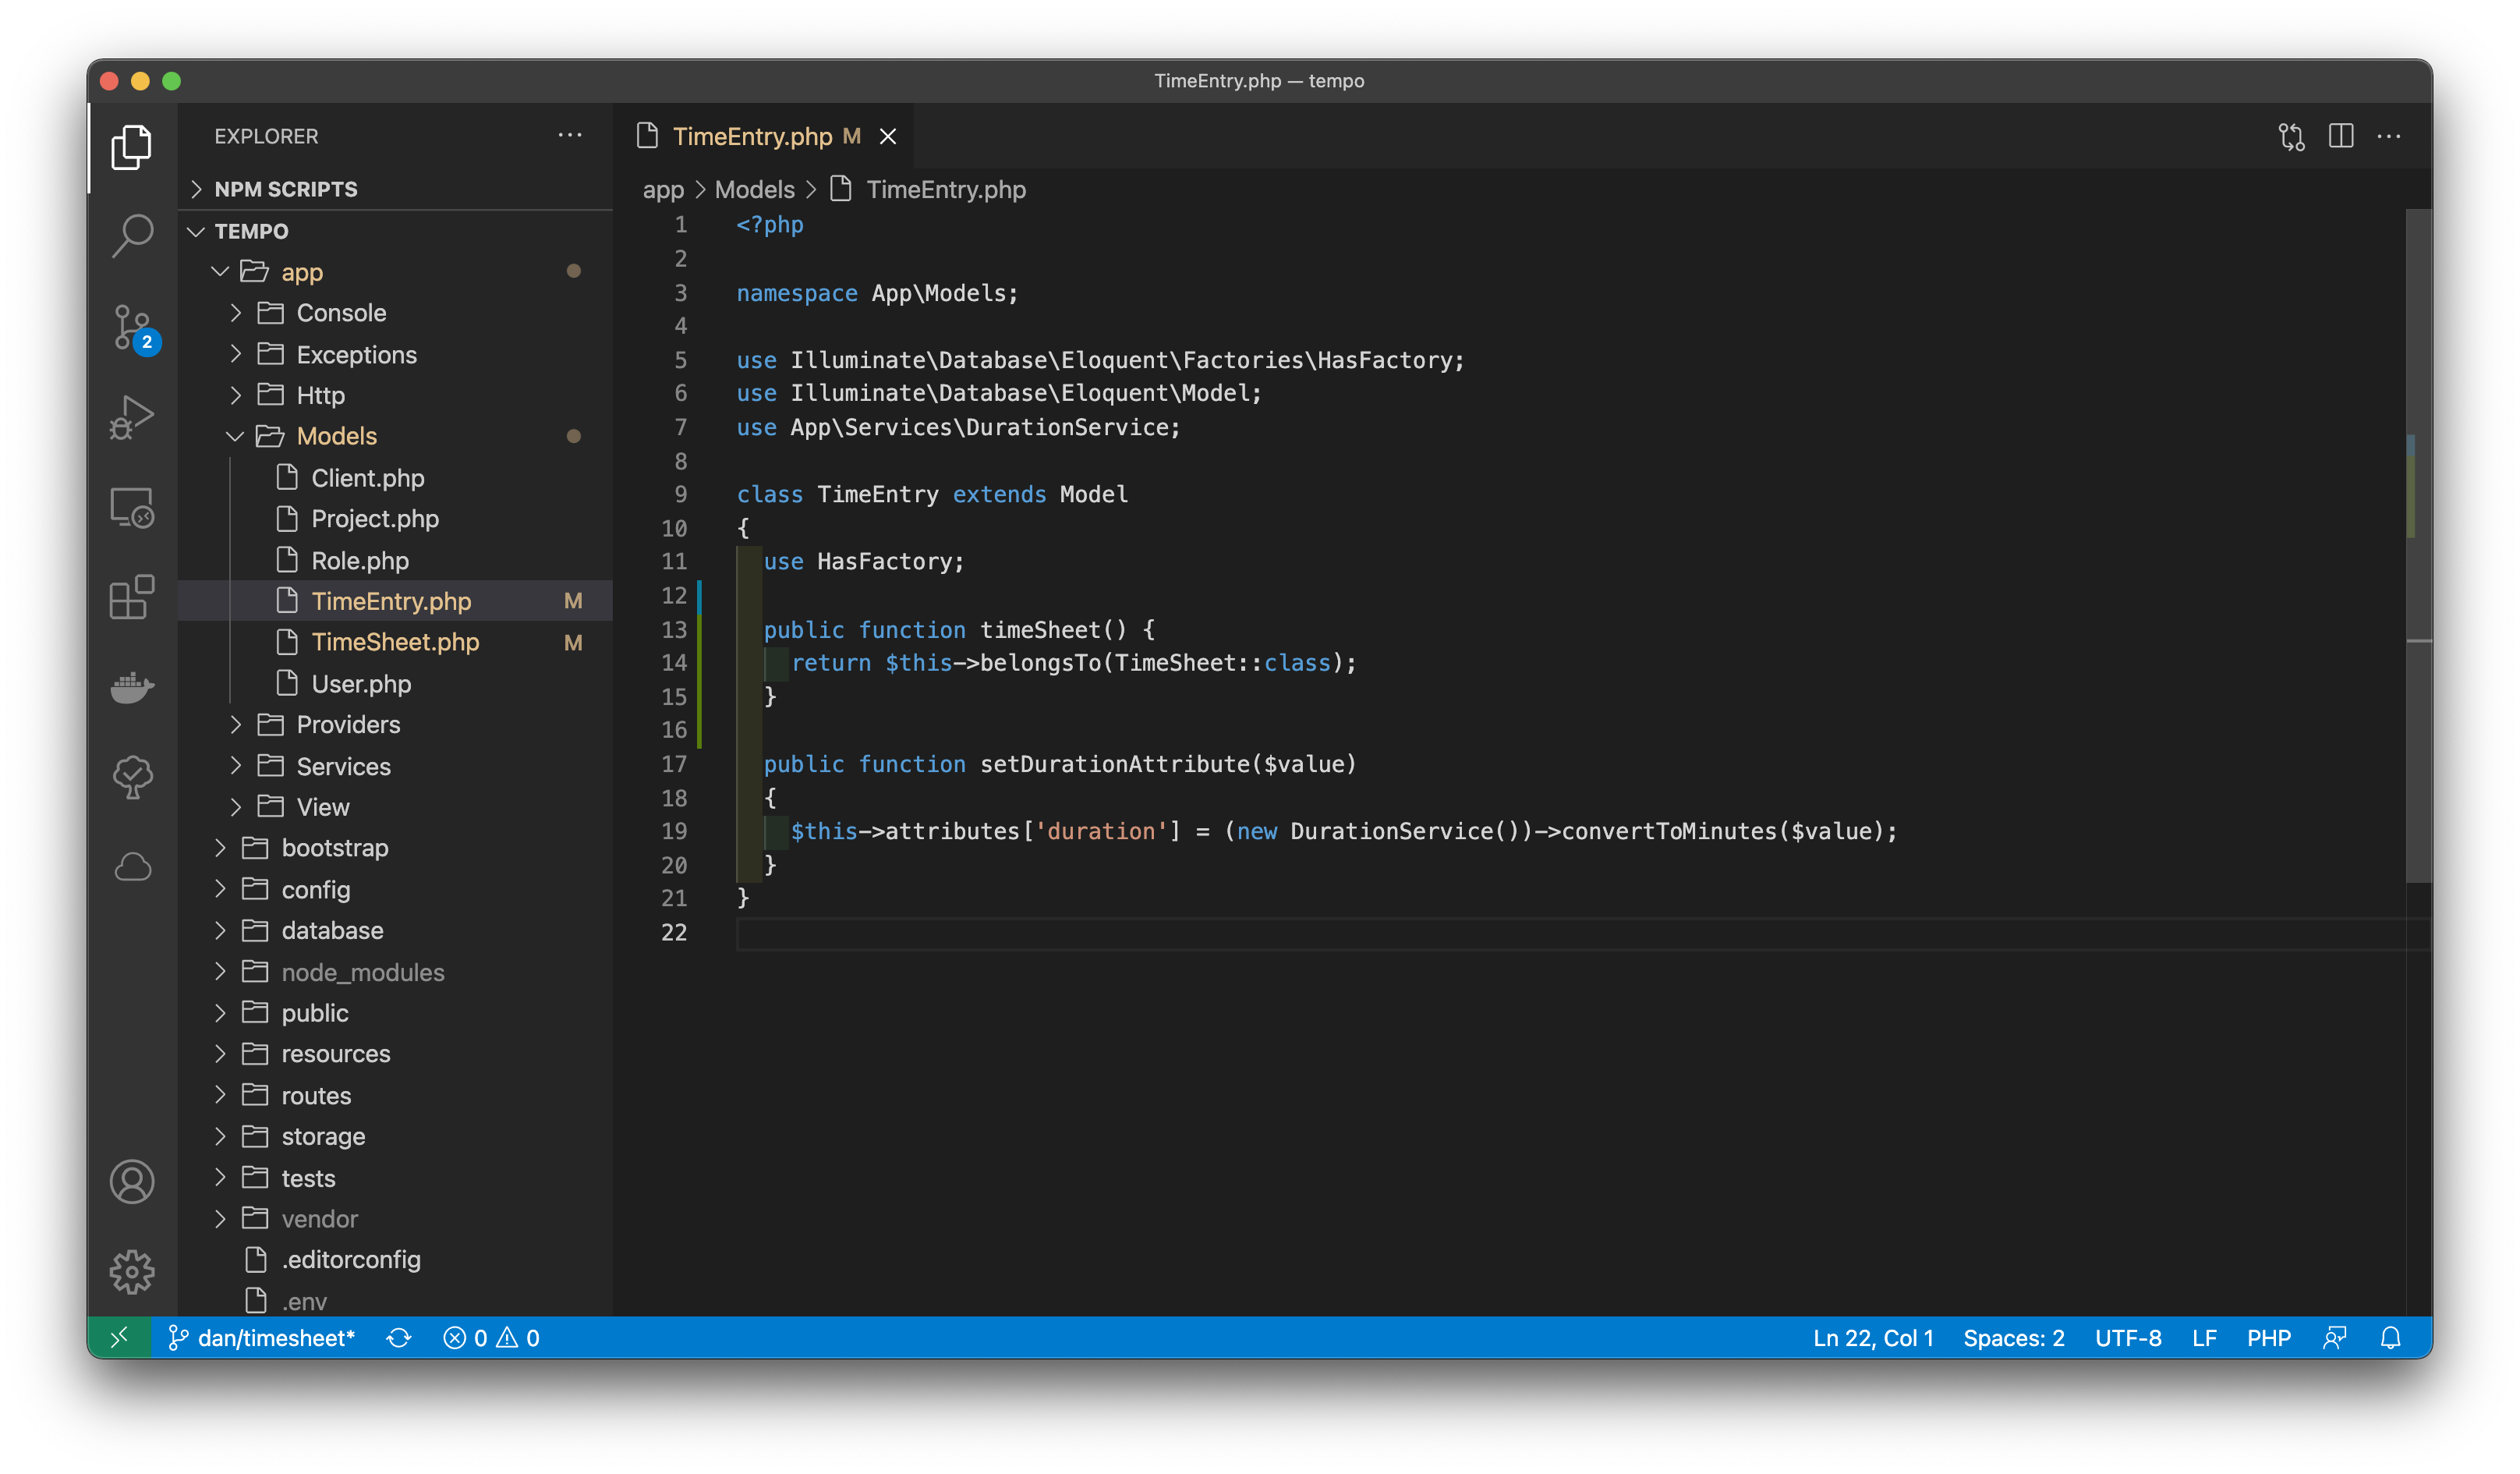 TimeEntry.php — tempo
EXPLORER
NPM SCRIPTS
TEMPO
app
Console
Exceptions
Http
Models
Client.php
Project.php
Role.php
TimeEntry.php M
TimeSheet.php M
User.php
Providers
Services
View
bootstrap
config
database
node_modules
public
resources
routes
storage
tests
vendor
.editorconfig
.env
2
TimeEntry.php M
app > Models > TimeEntry.php
1 <?php
2
3 namespace App\Models;
4
5 use Illuminate\Database\Eloquent\Factories\HasFactory;
6 use Illuminate\Database\Eloquent\Model;
7 use App\Services\DurationService;
8
9 class TimeEntry extends Model
10 {
11   use HasFactory;
12
13   public function timeSheet() {
14     return $this->belongsTo(TimeSheet::class);
15   }
16
17   public function setDurationAttribute($value)
18   {
19     $this->attributes['duration'] = (new DurationService())->convertToMinutes($value);
20   }
21 }
22
dan/timesheet* 0 0 Ln 22, Col 1 Spaces: 2 UTF-8 LF PHP